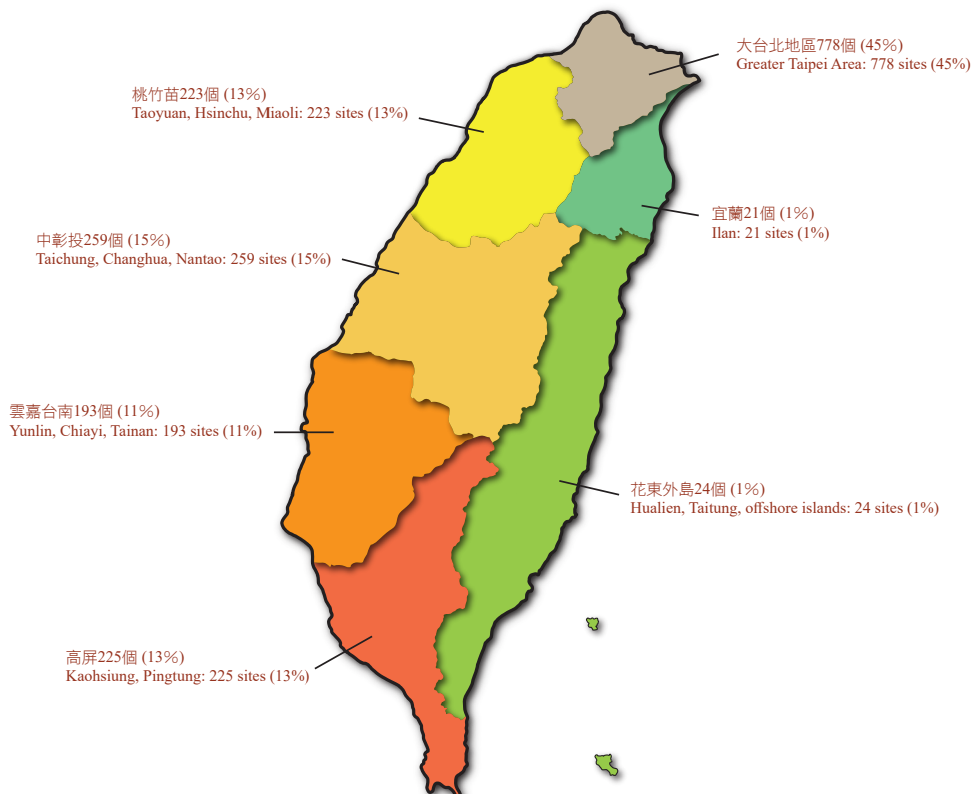 大台北地區778個 (45%)
Greater Taipei Area: 778 sites (45%)
桃竹苗223個 (13%)
Taoyuan, Hsinchu, Miaoli: 223 sites (13%)
宜蘭21個 (1%)
Ilan: 21 sites (1%)
中彰投259個 (15%)
Taichung, Changhua, Nantao: 259 sites (15%)
雲嘉台南193個 (11%)
Yunlin, Chiayi, Tainan: 193 sites (11%)
花東外島24個 (1%)
Hualien, Taitung, offshore islands: 24 sites (1%)
高屏225個 (13%)
Kaohsiung, Pingtung: 225 sites (13%)